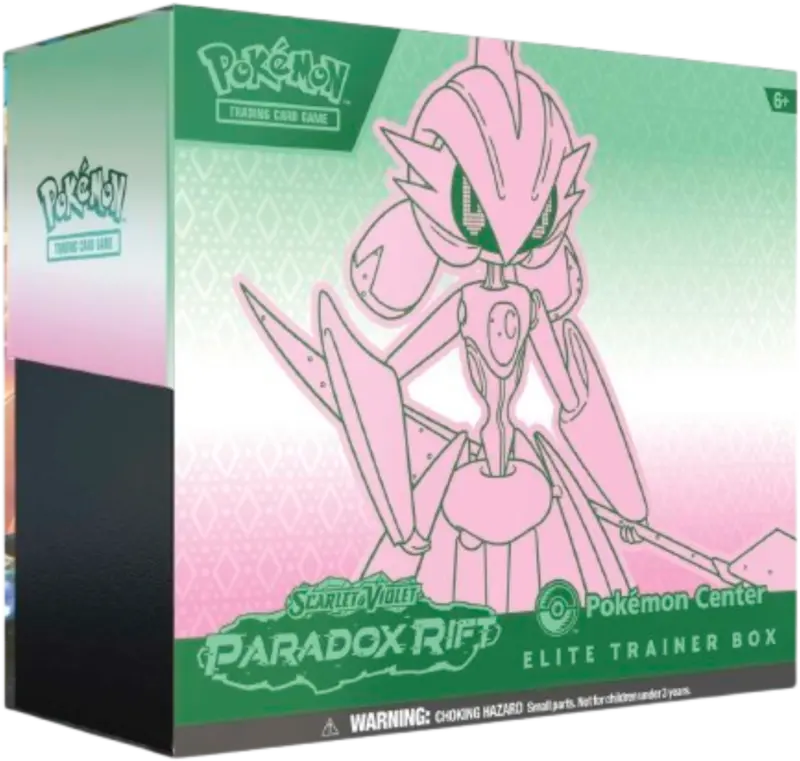 POKÉMON
TRADING CARD GAME
6+
POKÉMON
TRADING CARD GAME
SCARLET & VIOLET
PARADOX RIFT
Pokémon Center
ELITE TRAINER BOX
WARNING: CHOKING HAZARD Small parts. Not for children under 3 years.